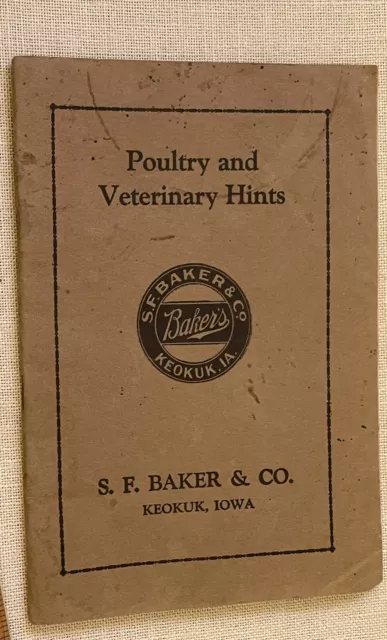 Poultry and
Veterinary Hints
S.F. BAKER & CO.
Baker's
KEOKUK, IA.
S. F. BAKER & CO.
KEOKUK, IOWA